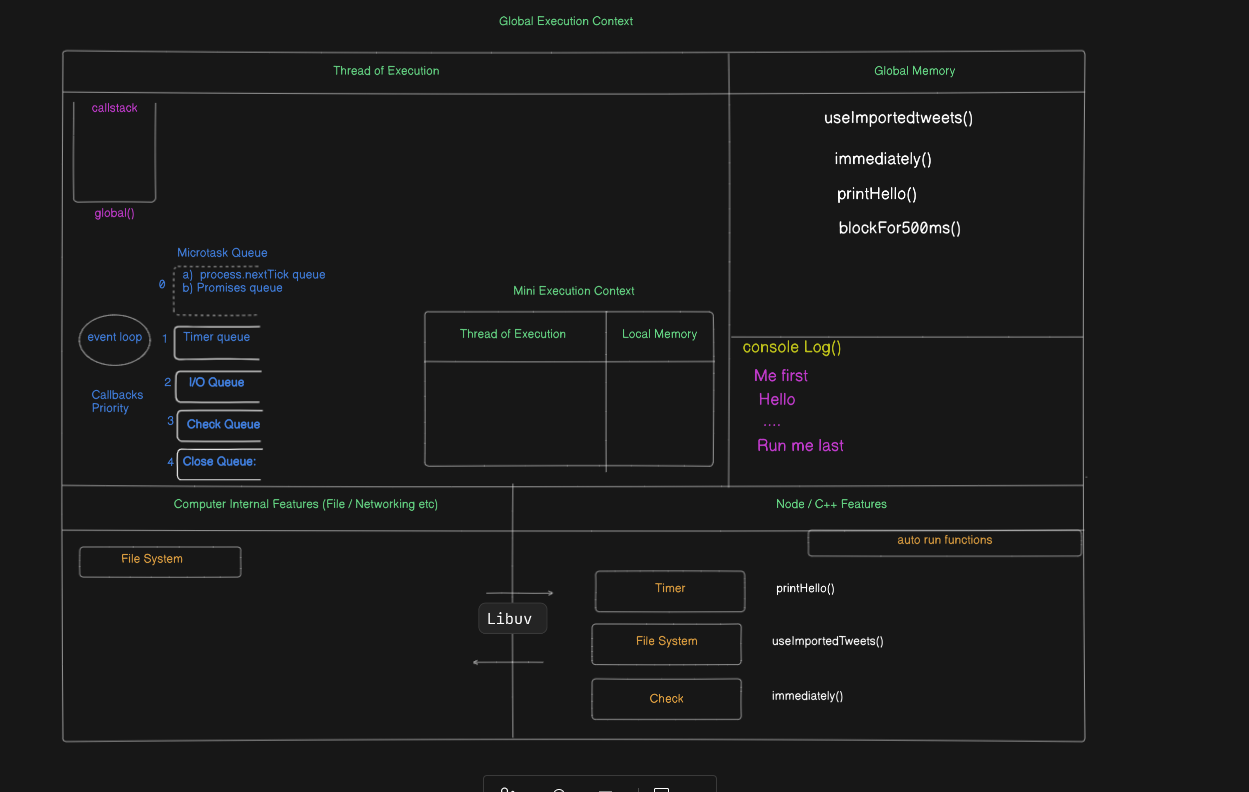 Global Execution Context
Thread of Execution
Global Memory
callstack
global()
useImportedtweets()
immediately()
printHello()
blockFor500ms()
Microtask Queue
0
a) process.nextTick queue
b) Promises queue
event loop
1
Timer queue
2
I/O Queue
Callbacks
Priority
3
Check Queue
4
Close Queue:
Mini Execution Context
Thread of Execution
Local Memory
console Log()
Me first
Hello
....
Run me last
Computer Internal Features (File / Networking etc)
Node / C++ Features
File System
auto run functions
Libuv
Timer
printHello()
File System
useImportedTweets()
Check
immediately()